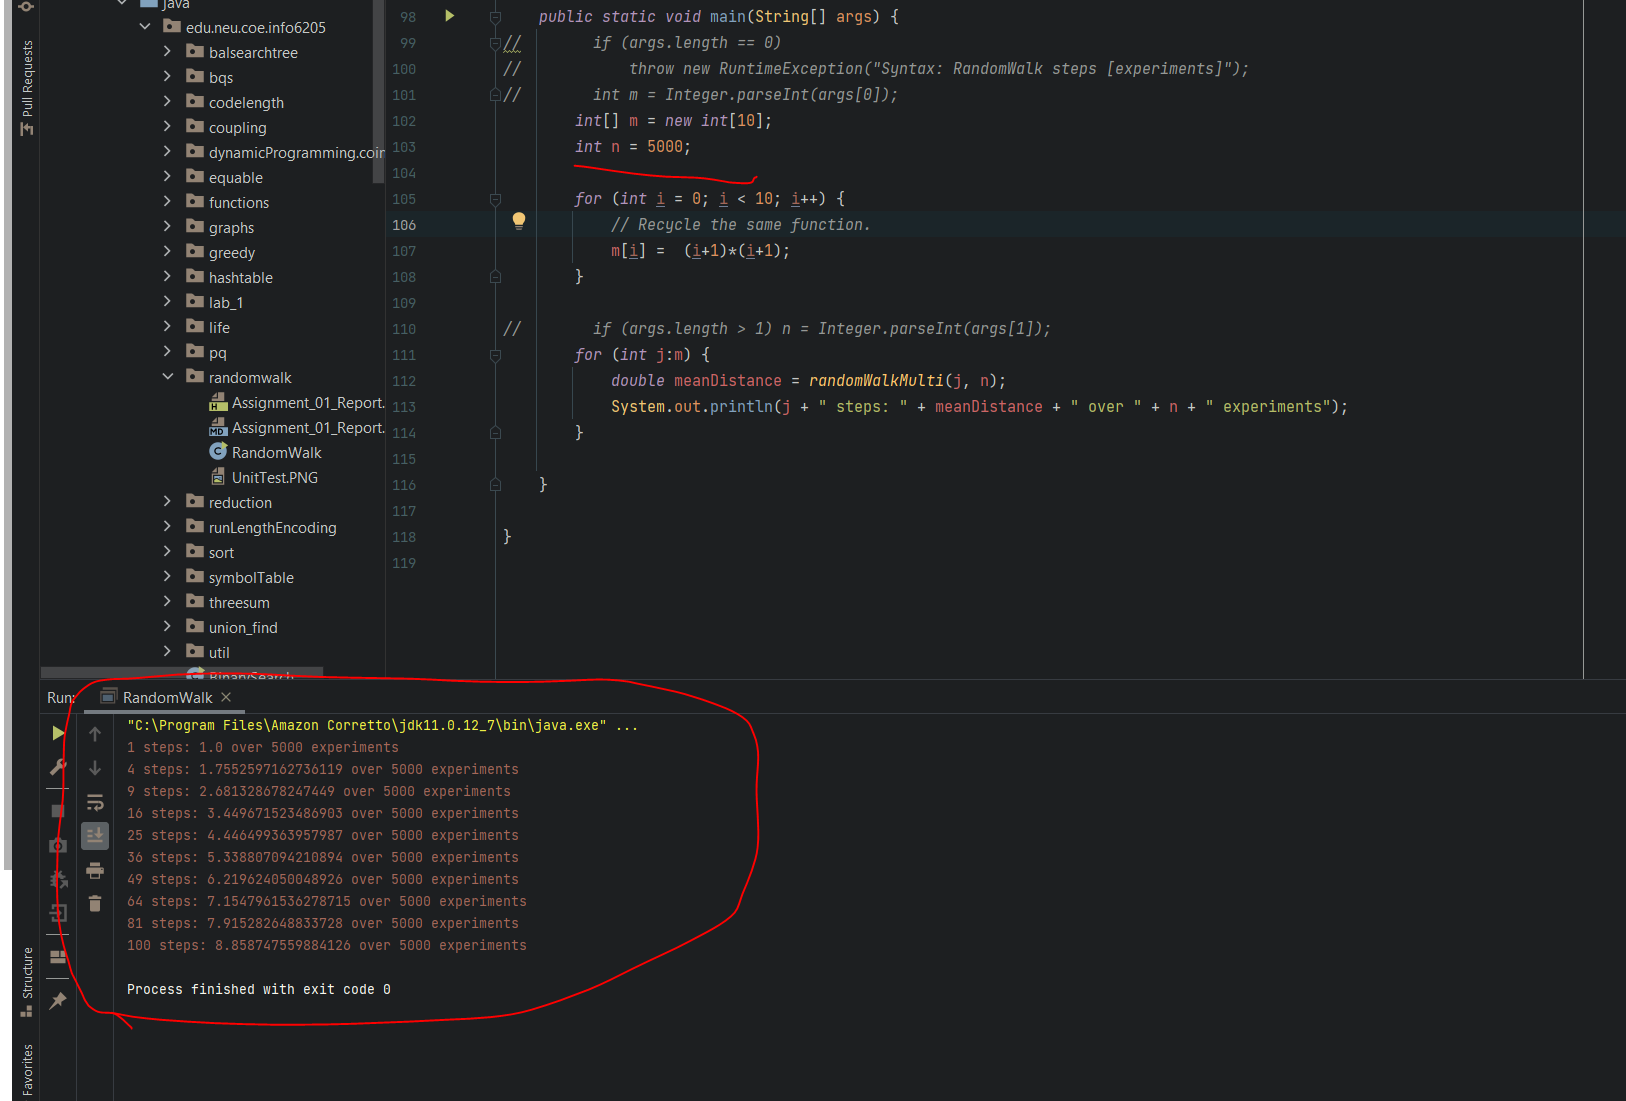 Pull Requests
java
edu.neu.coe.info6205
balsearchtree
bqs
codelength
coupling
dynamicProgramming.coin
equable
functions
graphs
greedy
hashtable
lab_1
life
pq
randomwalk
Assignment_01_Report.
Assignment_01_Report.
RandomWalk
UnitTest.PNG
reduction
runLengthEncoding
sort
symbolTable
threesum
union_find
util
BinarySearch
98 public static void main(String[] args) {
99 // if (args.length == 0)
100 // throw new RuntimeException("Syntax: RandomWalk steps [experiments]");
101 // int m = Integer.parseInt(args[0]);
102 int[] m = new int[10];
103 int n = 5000;
104
105 for (int i = 0; i < 10; i++) {
106 // Recycle the same function.
107 m[i] =  (i+1)*(i+1);
108 }
109
110 // if (args.length > 1) n = Integer.parseInt(args[1]);
111 for (int j:m) {
112 double meanDistance = randomWalkMulti(j, n);
113 System.out.println(j + " steps: " + meanDistance + " over " + n + " experiments");
114 }
115
116 }
117
118 }
119
Run: RandomWalk
"C:\Program Files\Amazon Corretto\jdk11.0.12_7\bin\java.exe" ...
1 steps: 1.0 over 5000 experiments
4 steps: 1.7552597162736119 over 5000 experiments
9 steps: 2.681328678247449 over 5000 experiments
16 steps: 3.449671523486903 over 5000 experiments
25 steps: 4.446499363957987 over 5000 experiments
36 steps: 5.338807094210894 over 5000 experiments
49 steps: 6.219624050048926 over 5000 experiments
64 steps: 7.1547961536278715 over 5000 experiments
81 steps: 7.915282648833728 over 5000 experiments
100 steps: 8.858747559884126 over 5000 experiments
Process finished with exit code 0
Structure
Favorites